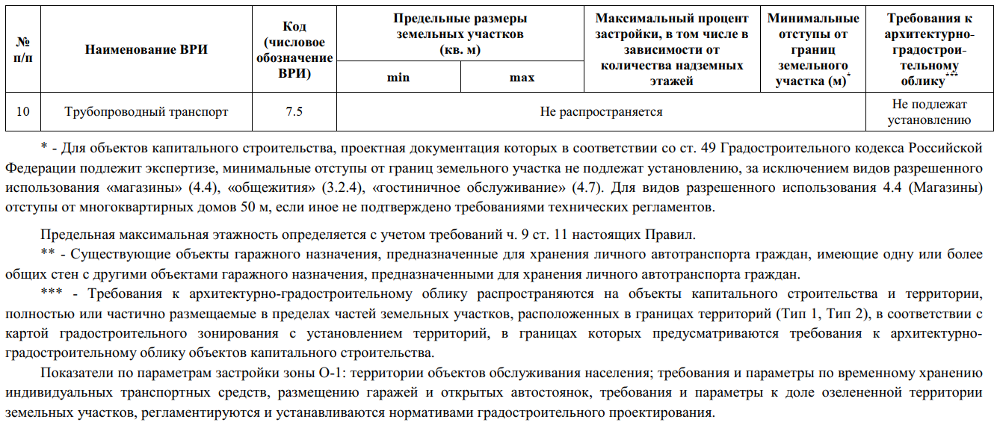 №
п/п
Наименование ВРИ
Код
(числовое
обозначение
ВРИ)
Предельные размеры
земельных участков
(кв. м)
min
max
Максимальный процент
застройки, в том числе в
зависимости от
количества надземных
этажей
Минимальные
отступы от
границ
земельного
участка (м)*
Требования к
архитектурно-
градострои-
тельному
облику***
10
Трубопроводный транспорт
7.5
Не распространяется
Не подлежат
установлению
* - Для объектов капитального строительства, проектная документация которых в соответствии со ст. 49 Градостроительного кодекса Российской
Федерации подлежит экспертизе, минимальные отступы от границ земельного участка не подлежат установлению, за исключением видов разрешенного
использования «магазины» (4.4), «общежития» (3.2.4), «гостиничное обслуживание» (4.7). Для видов разрешенного использования 4.4 (Магазины)
отступы от многоквартирных домов 50 м, если иное не подтверждено требованиями технических регламентов.
Предельная максимальная этажность определяется с учетом требований ч. 9 ст. 11 настоящих Правил.
** - Существующие объекты гаражного назначения, предназначенные для хранения личного автотранспорта граждан, имеющие одну или более
общих стен с другими объектами гаражного назначения, предназначенными для хранения личного автотранспорта граждан.
*** - Требования к архитектурно-градостроительному облику распространяются на объекты капитального строительства и территории,
полностью или частично размещаемые в пределах частей земельных участков, расположенных в границах территорий (Тип 1, Тип 2), в соответствии с
картой градостроительного зонирования с установлением территорий, в границах которых предусматриваются требования к архитектурно-
градостроительному облику объектов капитального строительства.
Показатели по параметрам застройки зоны О-1: территории объектов обслуживания населения; требования и параметры по временному хранению
индивидуальных транспортных средств, размещению гаражей и открытых автостоянок, требования и параметры к доле озелененной территории
земельных участков, регламентируются и устанавливаются нормативами градостроительного проектирования.